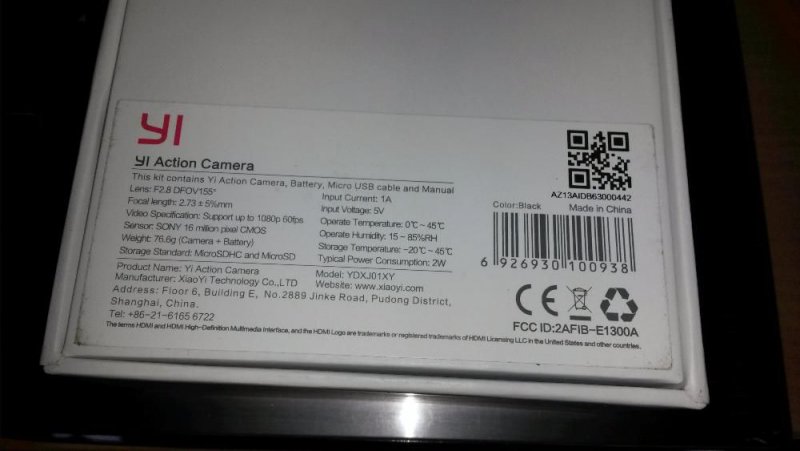 YI
YI Action Camera
This kit contains Yi Action Camera, Battery, Micro USB cable and Manual
Lens: F2.8 DFOV155°
Focal length: 2.73 ± 5%mm
Video Specification: Support up to 1080p 60fps
Sensor: SONY 16 million pixel CMOS
Weight: 76.6g (Camera + Battery)
Storage Standard: MicroSDHC and MicroSD
Input Current: 1A
Input Voltage: 5V
Operate Temperature: 0℃~45℃
Operate Humidity: 15~85%RH
Storage Temperature: -20℃~45℃
Typical Power Consumption: 2W
Product Name: Yi Action Camera
Manufacturer: XiaoYi Technology Co.,LTD
Model: YDXJ01XY
Website: www.xiaoyi.com
Address: Floor 6, Building E, No.2889 Jinke Road, Pudong District,
Shanghai, China.
Tel: +86-21-6165 6722
The terms HDMI and HDMI High-Definition Multimedia Interface, and the HDMI Logo are trademarks or registered trademarks of HDMI Licensing LLC in the United States and other countries.
AZ13AIDB63000442
Color:Black
Made in China
6 926930 100938
CE
FCC ID:2AFIB-E1300A